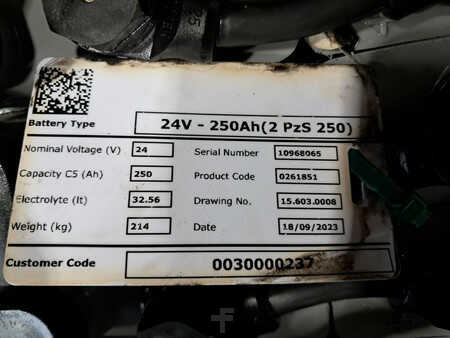 Battery Type 24V - 250Ah(2 PzS 250)
Nominal Voltage (V) 24 Serial Number 10968065
Capacity C5 (Ah) 250 Product Code 0261851
Electrolyte (lt) 32.56 Drawing No. 15.603.0008
Weight (kg) 214 Date 18/09/2023
Customer Code 0030000237